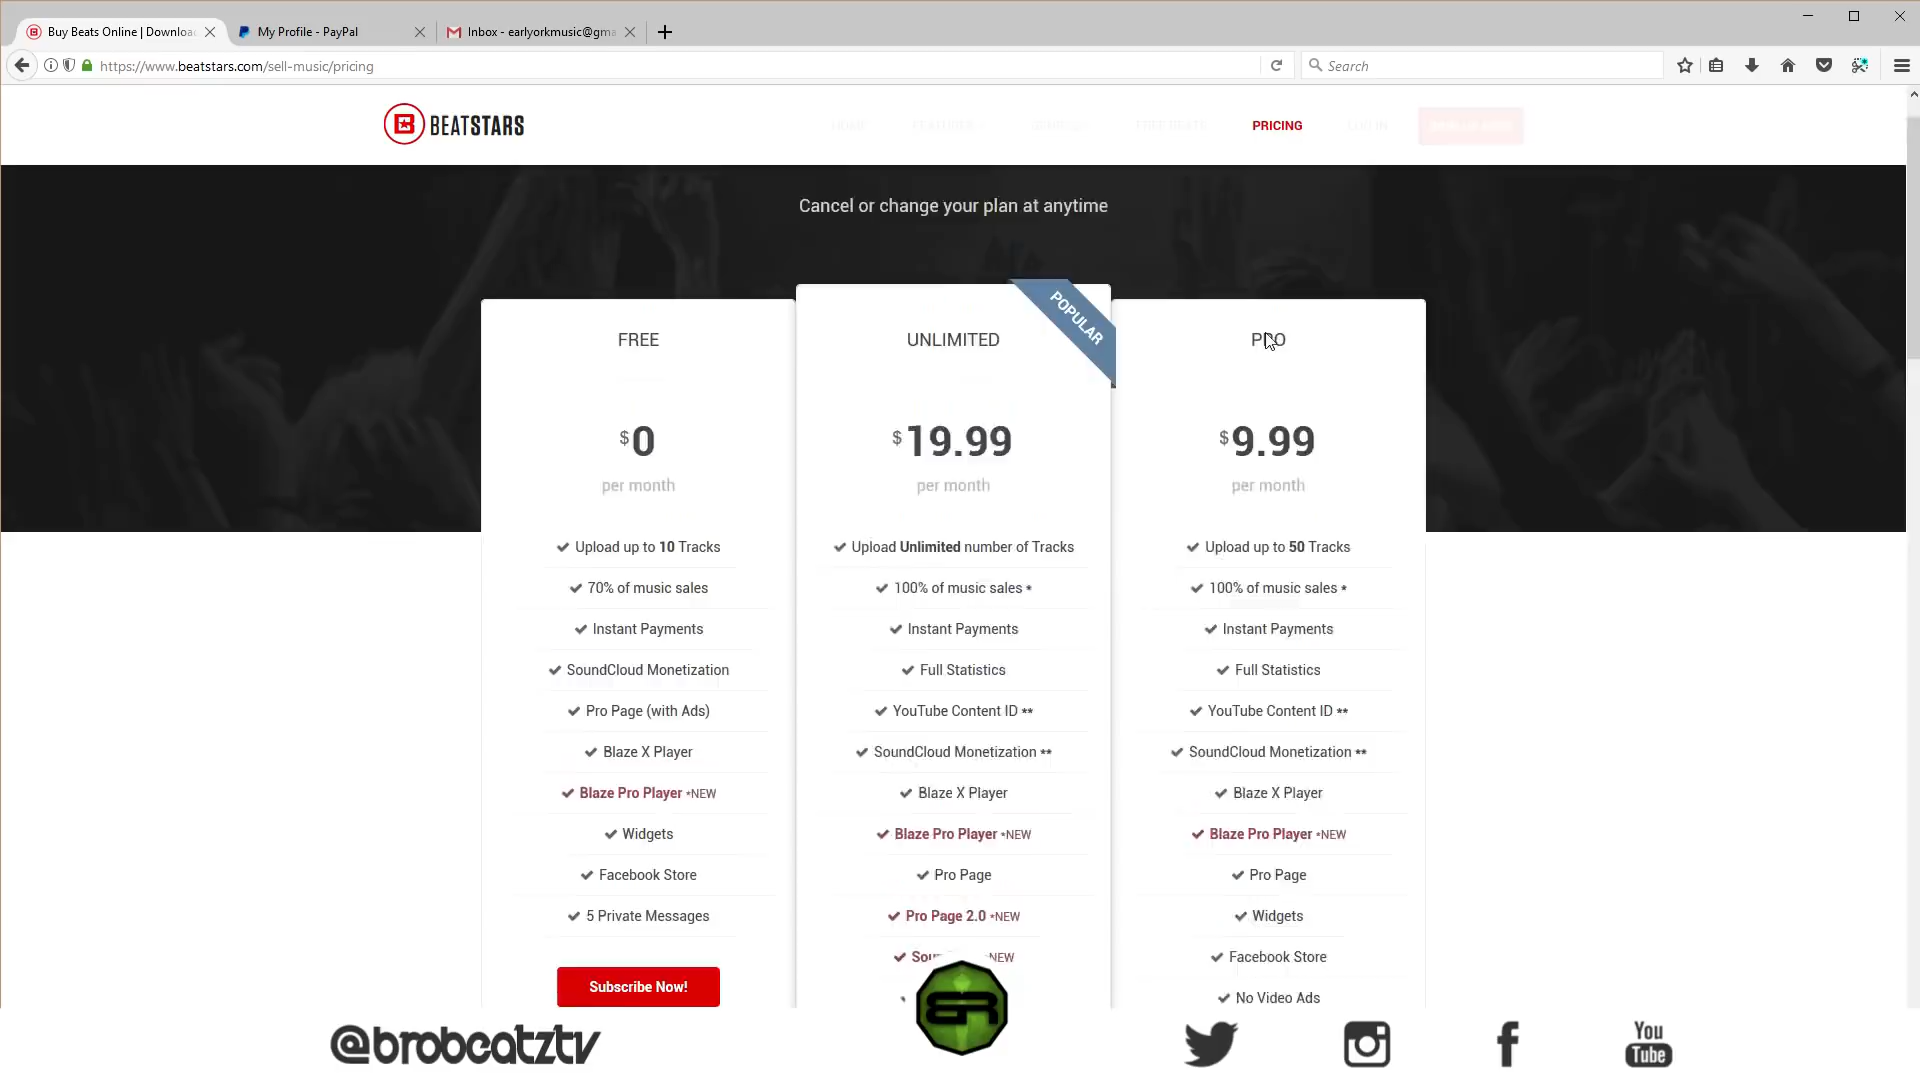 Buy Beats Online | Downloa
My Profile - PayPal
Inbox - earlyorkmusic@gma
https://www.beatstars.com/sell-music/pricing
Search
BEATSTARS
HOME
FEATURES
FREE BEATS
PRICING
LOG IN
Cancel or change your plan at anytime
FREE
$0
per month
✔ Upload up to 10 Tracks
✔ 70% of music sales
✔ Instant Payments
✔ SoundCloud Monetization
✔ Pro Page (with Ads)
✔ Blaze X Player
✔ Blaze Pro Player *NEW
✔ Widgets
✔ Facebook Store
✔ 5 Private Messages
Subscribe Now!
POPULAR
UNLIMITED
$19.99
per month
✔ Upload Unlimited number of Tracks
✔ 100% of music sales *
✔ Instant Payments
✔ Full Statistics
✔ YouTube Content ID **
✔ SoundCloud Monetization **
✔ Blaze X Player
✔ Blaze Pro Player *NEW
✔ Pro Page
✔ Pro Page 2.0 *NEW
PRO
$9.99
per month
✔ Upload up to 50 Tracks
✔ 100% of music sales *
✔ Instant Payments
✔ Full Statistics
✔ YouTube Content ID **
✔ SoundCloud Monetization **
✔ Blaze X Player
✔ Blaze Pro Player *NEW
✔ Pro Page
✔ Widgets
✔ Facebook Store
✔ No Video Ads
@brobeatztv
BR
You
Tube